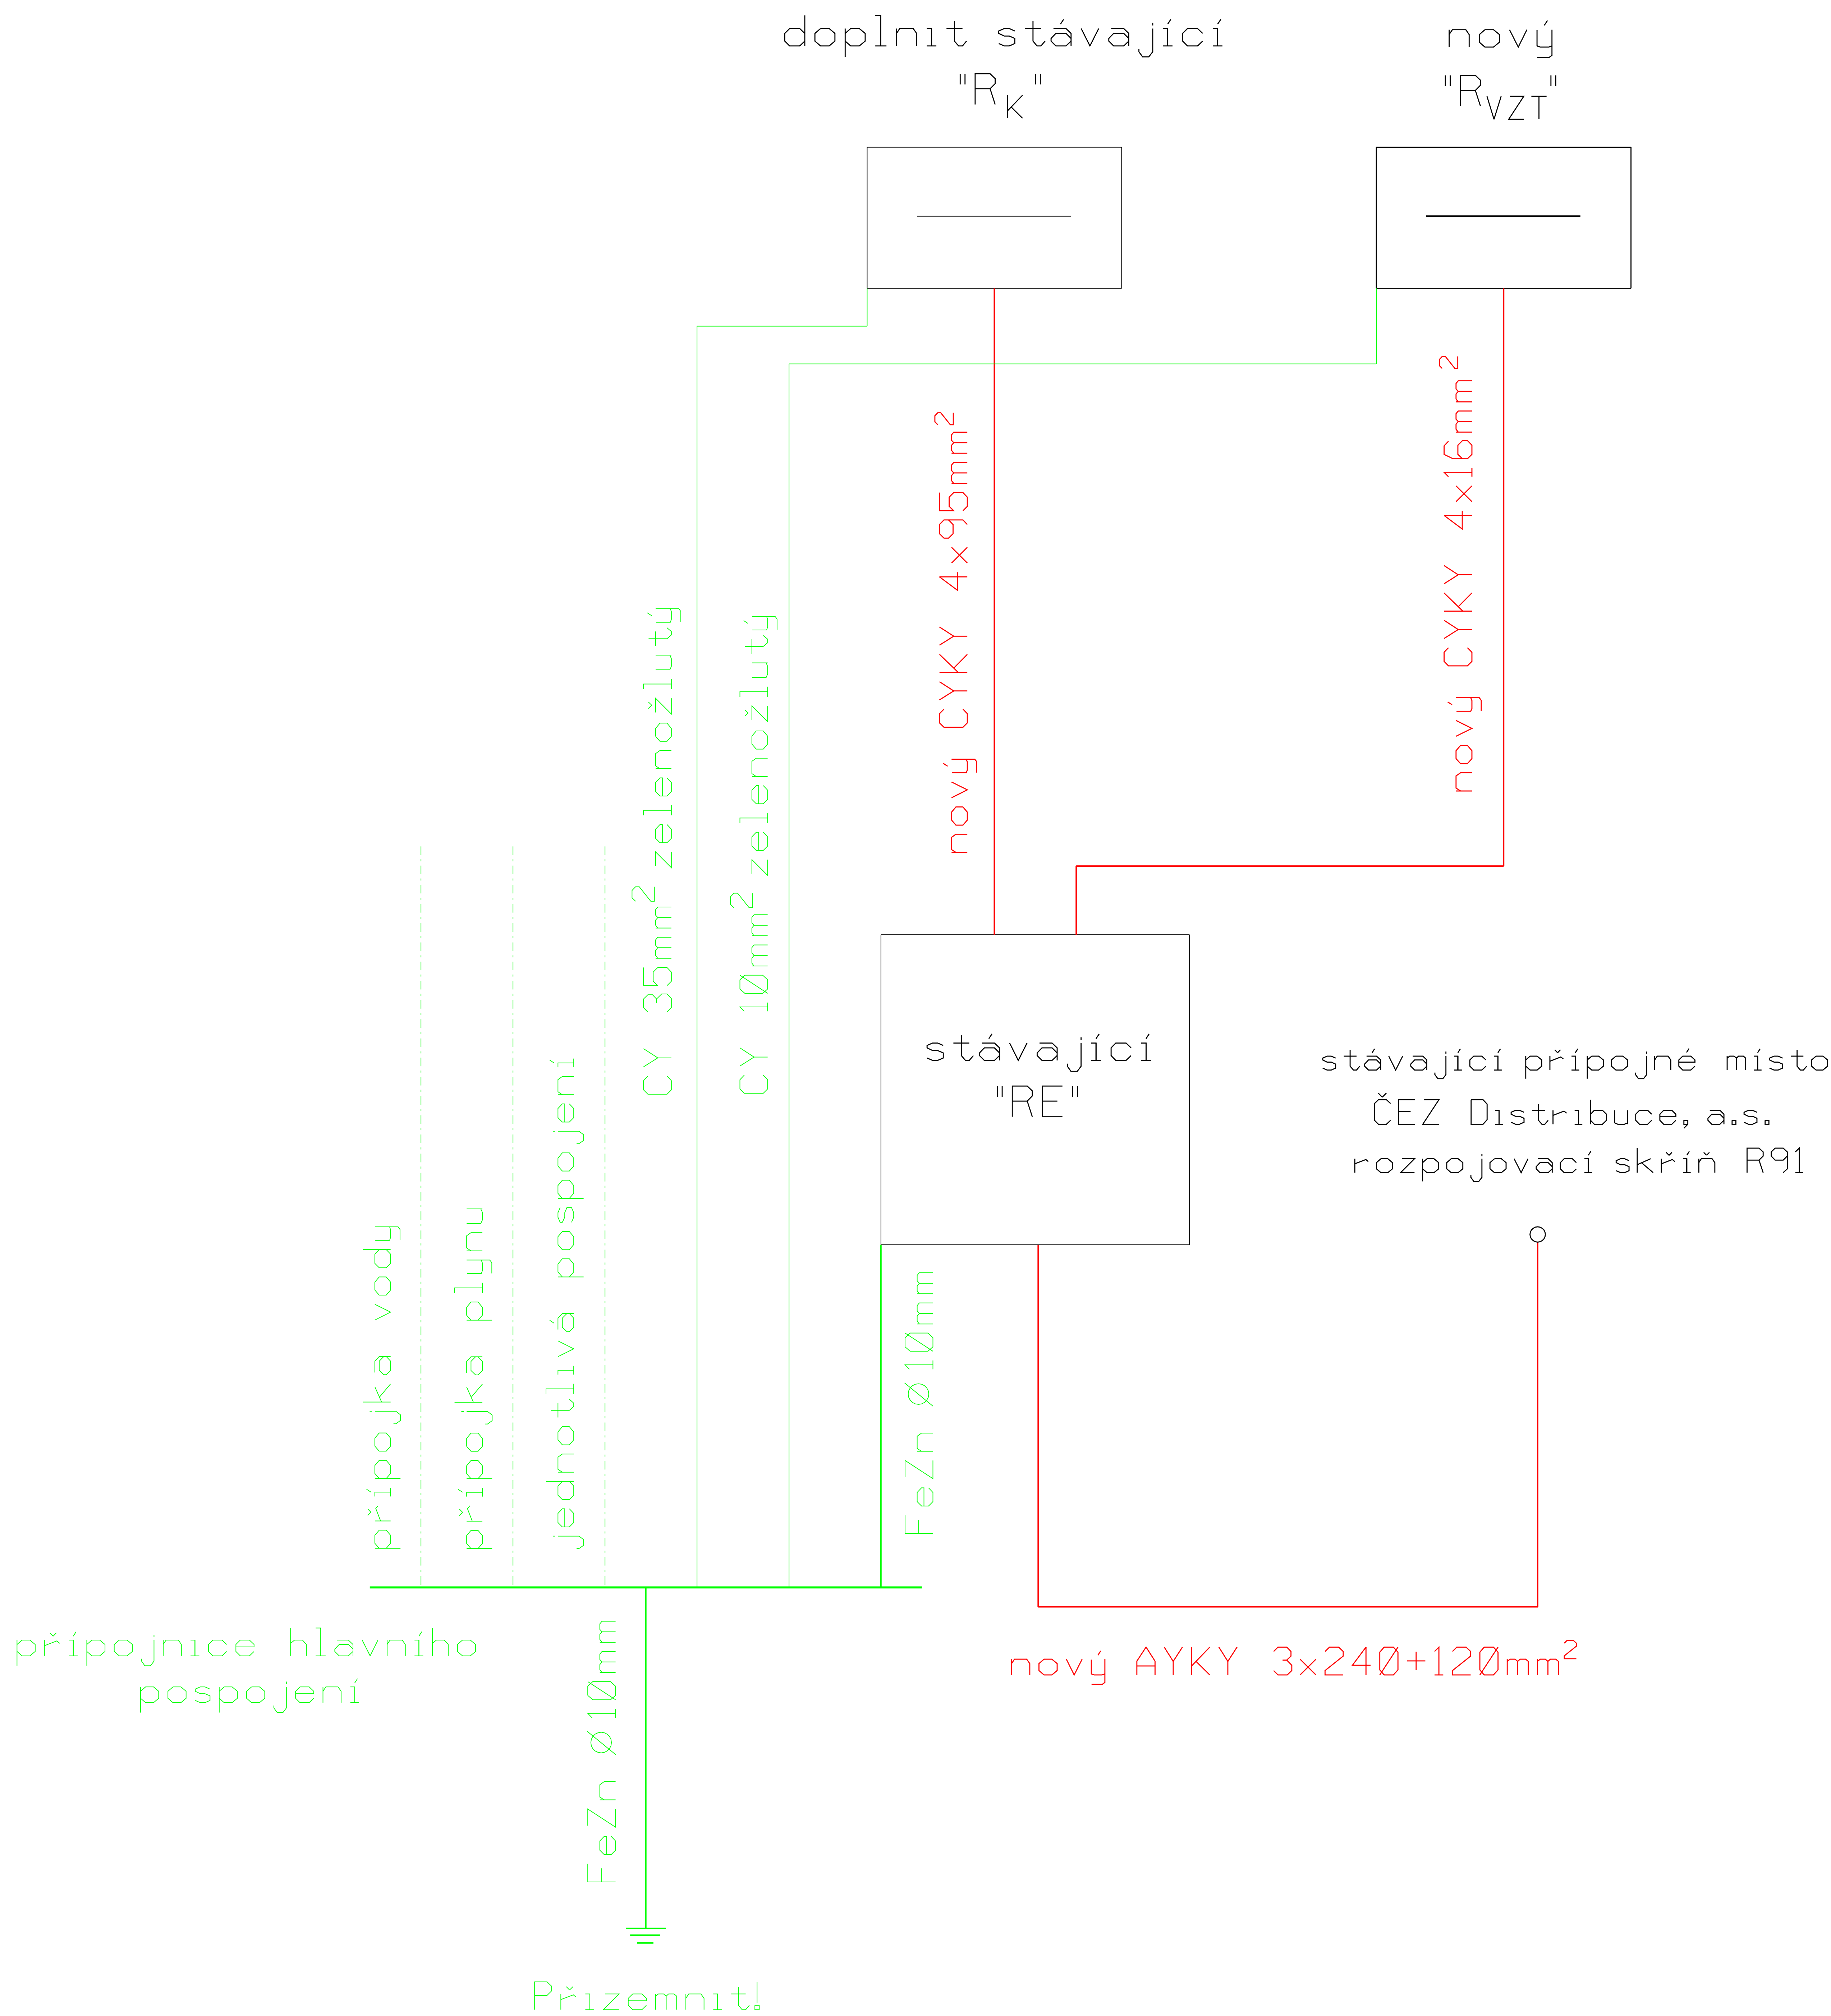 doplnit stávající
"RK"
nový
"RVZT"
nový CYKY 4x95mm²
nový CYKY 4x16mm²
CY 35mm² zelenožlutý
CY 10mm² zelenožlutý
stávající
"RE"
stávající přípojné místo
ČEZ Distribuce, a.s.
rozpojovací skříň R91
přípojka vody
přípojka plynu
jednotlivá pospojení
FeZn Ø10mm
přípojnice hlavního
pospojení
nový AYKY 3x240+120mm²
FeZn Ø10mm
Přizemnit!